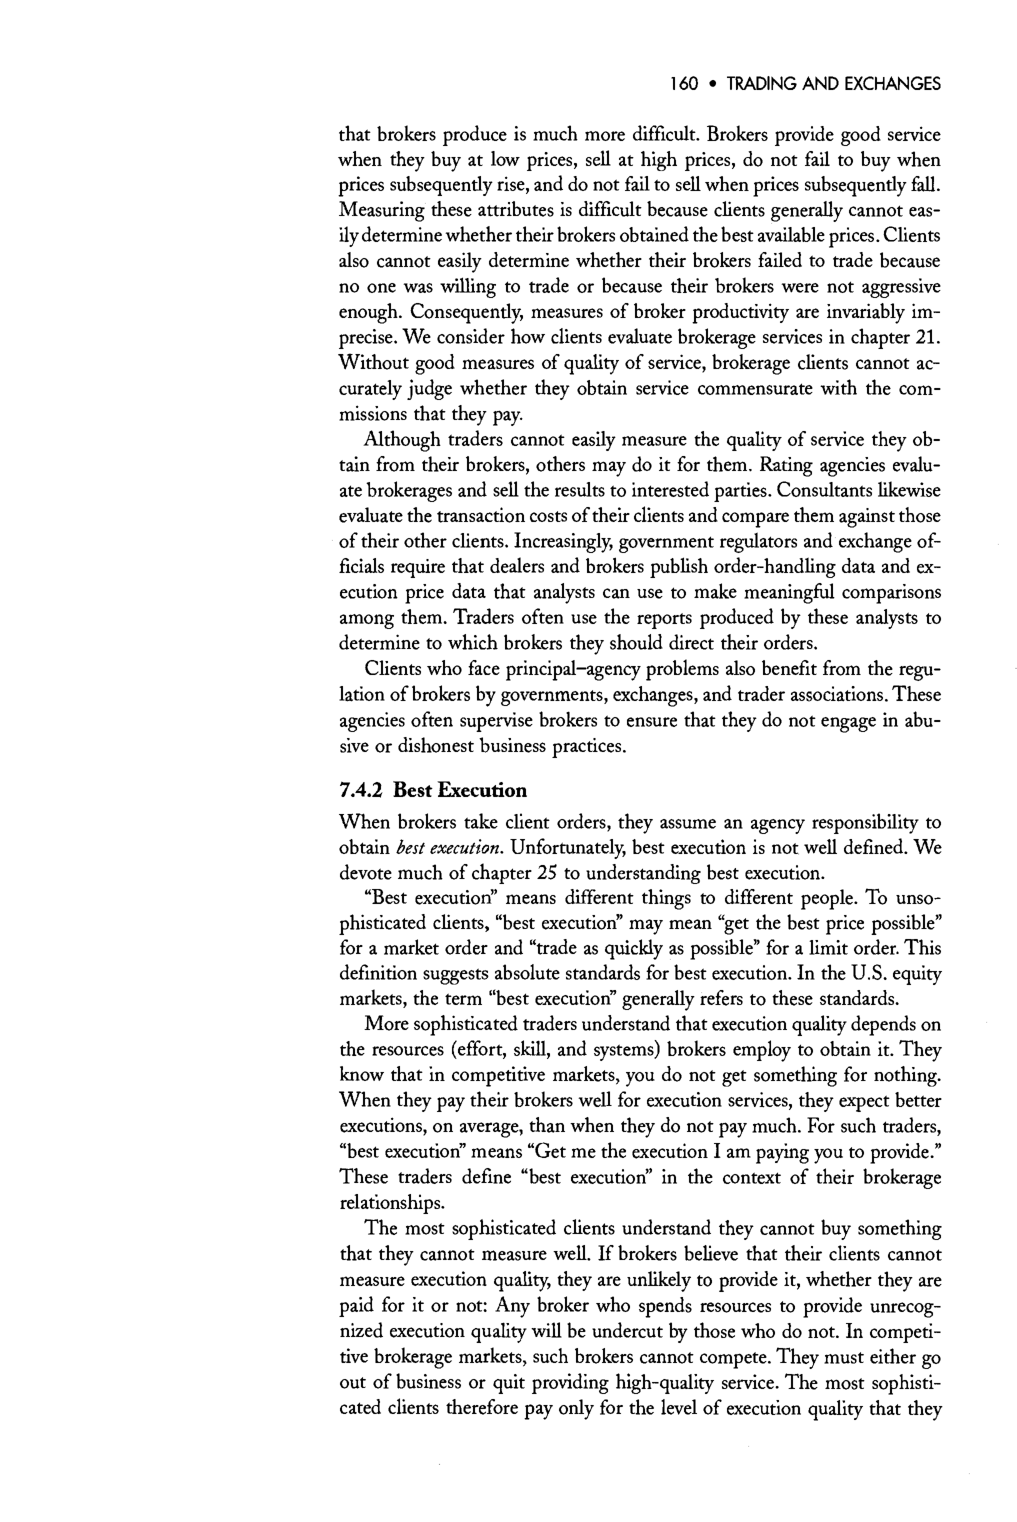 160 • TRADING AND EXCHANGES
that brokers produce is much more difficult. Brokers provide good service
when they buy at low prices, sell at high prices, do not fail to buy when
prices subsequently rise, and do not fail to sell when prices subsequently fall.
Measuring these attributes is difficult because clients generally cannot eas-
ily determine whether their brokers obtained the best available prices. Clients
also cannot easily determine whether their brokers failed to trade because
no one was willing to trade or because their brokers were not aggressive
enough. Consequently, measures of broker productivity are invariably im-
precise. We consider how clients evaluate brokerage services in chapter 21.
Without good measures of quality of service, brokerage clients cannot ac-
curately judge whether they obtain service commensurate with the com-
missions that they pay.
Although traders cannot easily measure the quality of service they ob-
tain from their brokers, others may do it for them. Rating agencies evalu-
ate brokerages and sell the results to interested parties. Consultants likewise
evaluate the transaction costs of their clients and compare them against those
of their other clients. Increasingly, government regulators and exchange of-
ficials require that dealers and brokers publish order-handling data and ex-
ecution price data that analysts can use to make meaningful comparisons
among them. Traders often use the reports produced by these analysts to
determine to which brokers they should direct their orders.
Clients who face principal–agency problems also benefit from the regu-
lation of brokers by governments, exchanges, and trader associations. These
agencies often supervise brokers to ensure that they do not engage in abu-
sive or dishonest business practices.
7.4.2 Best Execution
When brokers take client orders, they assume an agency responsibility to
obtain best execution. Unfortunately, best execution is not well defined. We
devote much of chapter 25 to understanding best execution.
“Best execution” means different things to different people. To unso-
phisticated clients, “best execution” may mean “get the best price possible”
for a market order and “trade as quickly as possible” for a limit order. This
definition suggests absolute standards for best execution. In the U.S. equity
markets, the term “best execution” generally refers to these standards.
More sophisticated traders understand that execution quality depends on
the resources (effort, skill, and systems) brokers employ to obtain it. They
know that in competitive markets, you do not get something for nothing.
When they pay their brokers well for execution services, they expect better
executions, on average, than when they do not pay much. For such traders,
“best execution” means “Get me the execution I am paying you to provide.”
These traders define “best execution” in the context of their brokerage
relationships.
The most sophisticated clients understand they cannot buy something
that they cannot measure well. If brokers believe that their clients cannot
measure execution quality, they are unlikely to provide it, whether they are
paid for it or not: Any broker who spends resources to provide unrecog-
nized execution quality will be undercut by those who do not. In competi-
tive brokerage markets, such brokers cannot compete. They must either go
out of business or quit providing high-quality service. The most sophisti-
cated clients therefore pay only for the level of execution quality that they